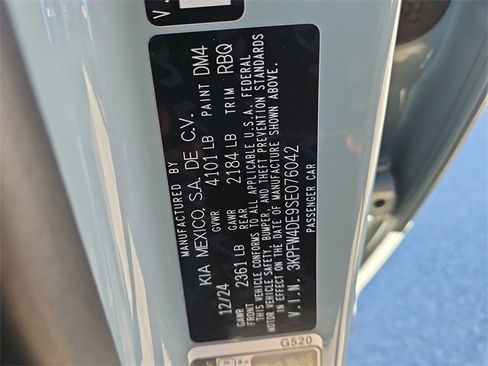 MANUFACTURED BY
KIA MEXICO, S.A. DE C.V.
12/24 GVWR 4101 LB PAINT DM4
GAWR FRONT 2361 LB GAWR REAR 2184 LB TRIM RBQ
THIS VEHICLE CONFORMS TO ALL APPLICABLE U.S.A. FEDERAL
MOTOR VEHICLE SAFETY, BUMPER, AND THEFT PREVENTION STANDARDS
IN EFFECT ON THE DATE OF MANUFACTURE SHOWN ABOVE.
V.I.N. 3KPFW4DE9SE076042
PASSENGER CAR
G520
V.I